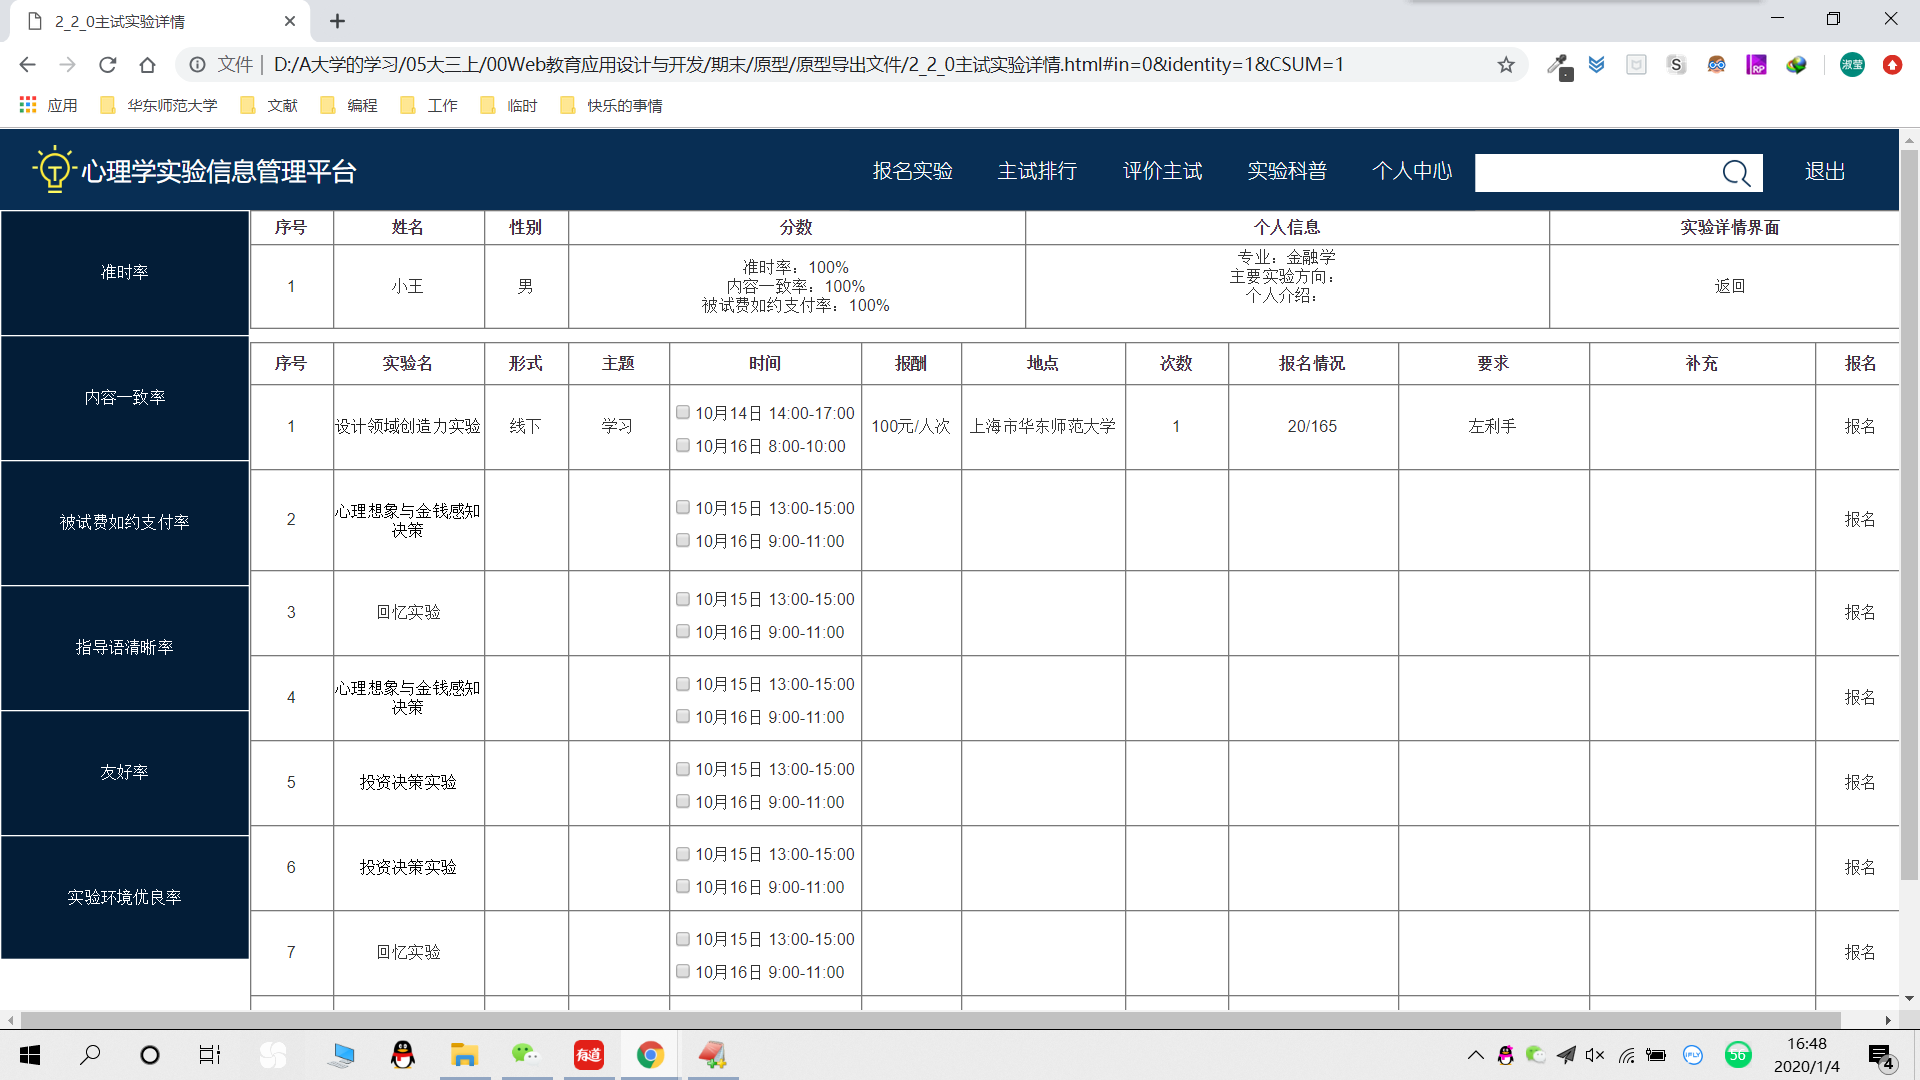 2_2_0主试实验详情
文件 D:/A大学的学习/05大三上/00Web教育应用设计与开发/期末/原型/原型导出文件/2_2_0主试实验详情.html#in=0&identity=1&CSUM=1
淑莹
应用 华东师范大学 文献 编程 工作 临时 快乐的事情
心理学实验信息管理平台 报名实验 主试排行 评价主试 实验科普 个人中心 退出
准时率
内容一致率
被试费如约支付率
指导语清晰率
友好率
实验环境优良率
序号 姓名 性别 分数 个人信息 实验详情界面
1 小王 男 准时率：100%
内容一致率：100%
被试费如约支付率：100%
专业：金融学
主要实验方向：
个人介绍：
返回
序号 实验名 形式 主题 时间 报酬 地点 次数 报名情况 要求 补充 报名
1 设计领域创造力实验 线下 学习 10月14日 14:00-17:00
10月16日 8:00-10:00
100元/人次 上海市华东师范大学 1 20/165 左利手 报名
2 心理想象与金钱感知
决策
10月15日 13:00-15:00
10月16日 9:00-11:00
报名
3 回忆实验 10月15日 13:00-15:00
10月16日 9:00-11:00
报名
4 心理想象与金钱感知
决策
10月15日 13:00-15:00
10月16日 9:00-11:00
报名
5 投资决策实验 10月15日 13:00-15:00
10月16日 9:00-11:00
报名
6 投资决策实验 10月15日 13:00-15:00
10月16日 9:00-11:00
报名
7 回忆实验 10月15日 13:00-15:00
10月16日 9:00-11:00
报名
有道
56
16:48
2020/1/4
4